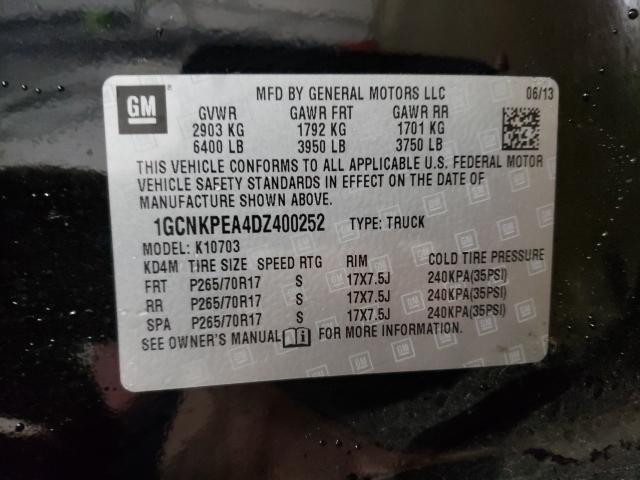 GM
MFD BY GENERAL MOTORS LLC 06/13
GVWR GAWR FRT GAWR RR
2903 KG 1792 KG 1701 KG
6400 LB 3950 LB 3750 LB
THIS VEHICLE CONFORMS TO ALL APPLICABLE U.S. FEDERAL MOTOR
VEHICLE SAFETY STANDARDS IN EFFECT ON THE DATE OF
MANUFACTURE SHOWN ABOVE.
1GCNKPEA4DZ400252 TYPE: TRUCK
MODEL: K10703
KD4M TIRE SIZE SPEED RTG RIM COLD TIRE PRESSURE
FRT P265/70R17 S 17X7.5J 240KPA(35PSI)
RR P265/70R17 S 17X7.5J 240KPA(35PSI)
SPA P265/70R17 S 17X7.5J 240KPA(35PSI)
SEE OWNER'S MANUAL FOR MORE INFORMATION.